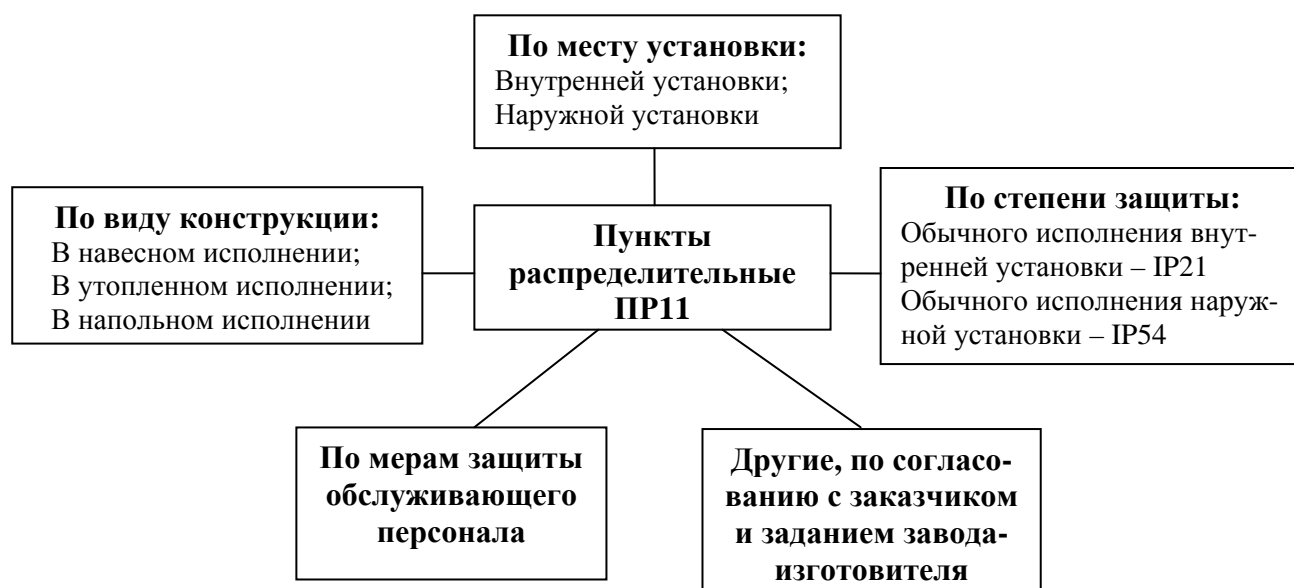 По месту установки:
Внутренней установки;
Наружной установки
По виду конструкции:
В навесном исполнении;
В утопленном исполнении;
В напольном исполнении
Пункты
распределительные
ПР11
По степени защиты:
Обычного исполнения внут-
ренней установки – IP21
Обычного исполнения наруж-
ной установки – IP54
По мерам защиты
обслуживающего
персонала
Другие, по согласо-
ванию с заказчиком
и заданием завода-
изготовителя